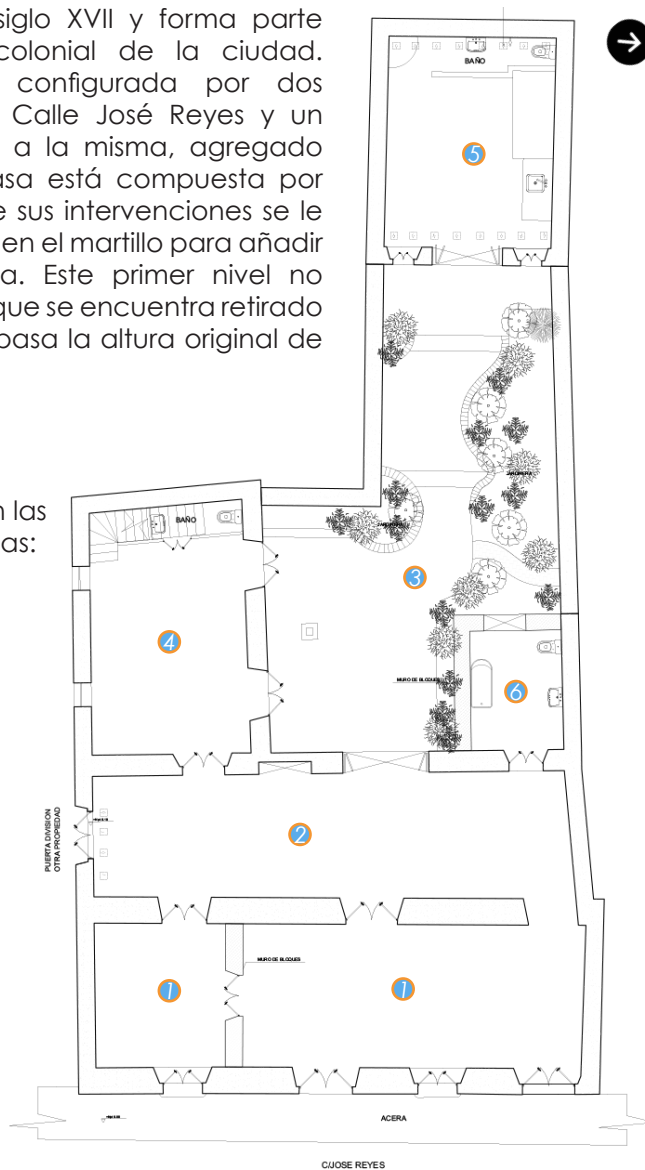 siglo XVII y forma parte
colonial de la ciudad.
configurada por dos
Calle José Reyes y un
a la misma, agregado
asa está compuesta por
e sus intervenciones se le
en el martillo para añadir
a. Este primer nivel no
que se encuentra retirado
basa la altura original de
n las
as:
BAÑO
5
BAÑO
3
4
MURO DE BLOQUES
6
PUERTA DIVISION
OTRA PROPIEDAD
2
MURO DE BLOQUES
1
1
ACERA
C/JOSE REYES